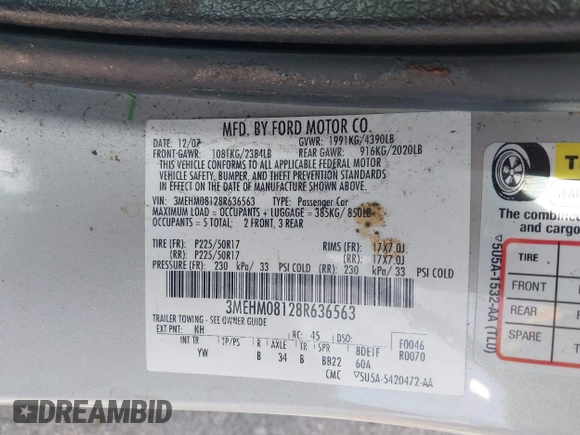 MFD. BY FORD MOTOR CO.
12/07 GVWR: 1991KG/4390LB
FRONT-GAWR: 1081KG/2384LB REAR GAWR: 916KG/2020LB
THIS VEHICLE CONFORMS TO ALL APPLICABLE FEDERAL MOTOR
VEHICLE SAFETY, BUMPER, AND THEFT PREVENTION STANDARDS
IN EFFECT ON THE DATE OF MANUFACTURE SHOWN ABOVE.
VIN: 3MEHM08128R636563 TYPE: Passenger Car
MAXIMUM LOAD = OCCUPANTS + LUGGAGE = 385KG/ 850LB
OCCUPANTS = 5 TOTAL: 2 FRONT, 3 REAR
TIRE (FR): P225/50R17 RIMS (FR): 17X7.0J
(RR): P225/50R17 (RR): 17X7.0J
PRESSURE (FR): 230 kPa/ 33 PSI COLD (RR): 230 kPa/ 33 PSI COLD
3MEHM08128R636563
TRAILER TOWING - SEE OWNER GUIDE
EXT PNT: NH RC: 45 DSO: F0046
INT TR TP/PS R AXLE TR SPR R0070
YW B 34 B BB22 60A
BDETF
CMC 5U5A-5420472-AA
T
The combine
and cargo
TIRE
FRONT
REAR
SPARE
5U5A-1532-AA (TL0)
DREAMBID